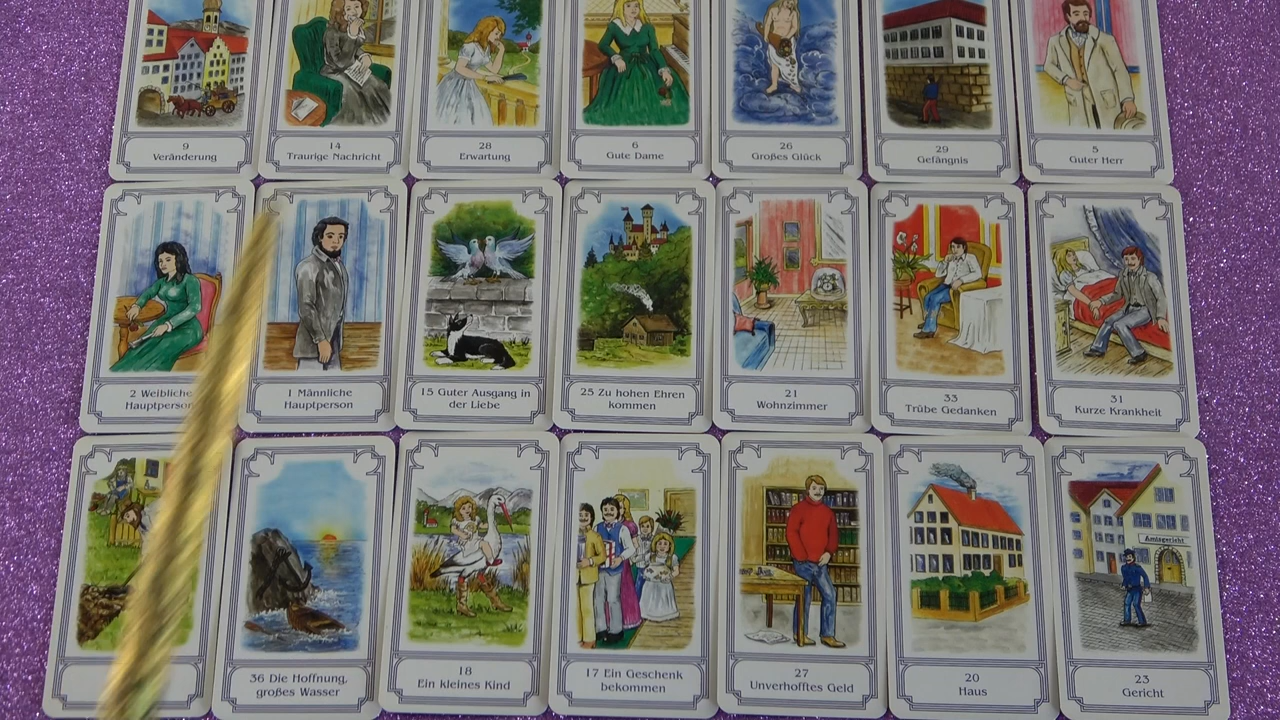 9
Veränderung
14
Traurige Nachricht
28
Erwartung
6
Gute Dame
26
Großes Glück
29
Gefängnis
5
Guter Herr
2 Weibliche
Hauptperson
1 Männliche
Hauptperson
15 Guter Ausgang in
der Liebe
25 Zu hohen Ehren
kommen
21
Wohnzimmer
33
Trübe Gedanken
31
Kurze Krankheit
36 Die Hoffnung,
großes Wasser
18
Ein kleines Kind
17 Ein Geschenk
bekommen
27
Unverhofftes Geld
20
Haus
Amtsgericht
23
Gericht